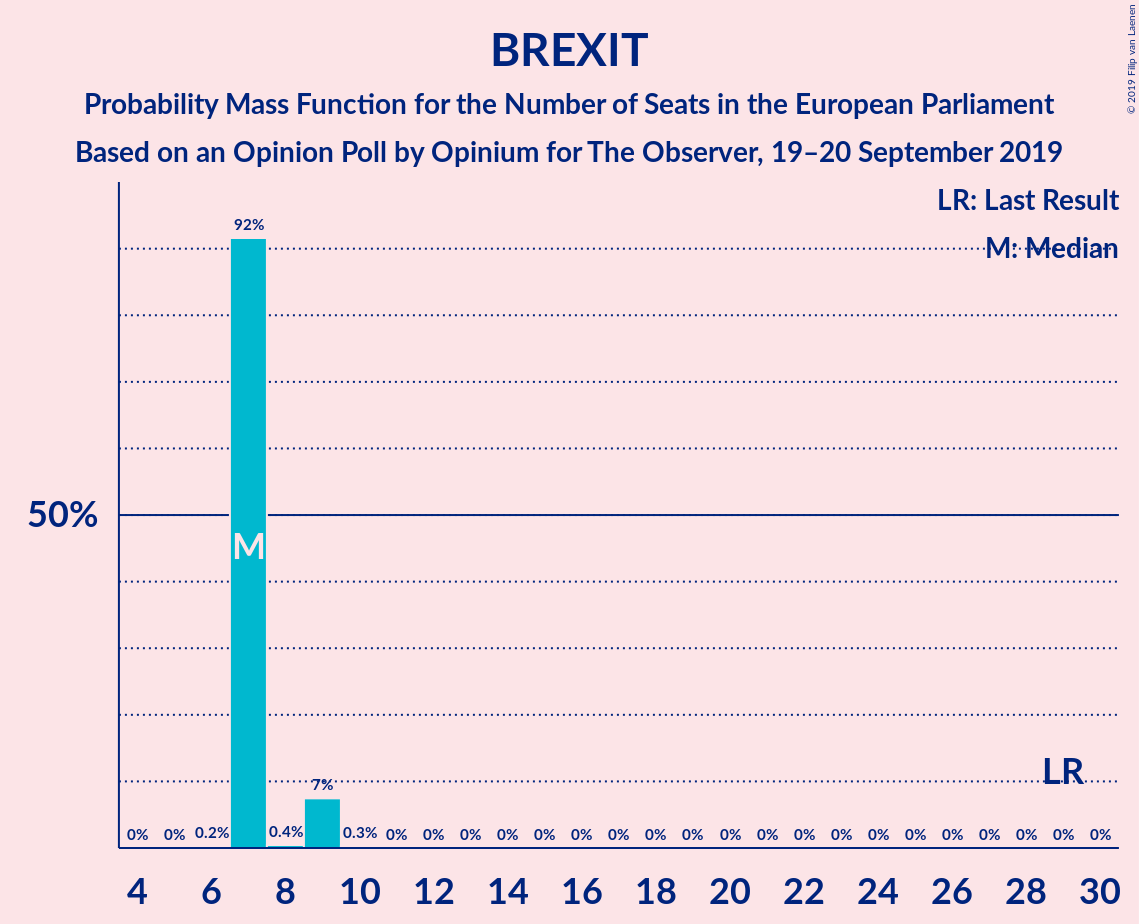 BREXIT
Probability Mass Function for the Number of Seats in the European Parliament
Based on an Opinion Poll by Opinium for The Observer, 19–20 September 2019
© 2019 Filip van Laenen
LR: Last Result
M: Median
92%
50%
M
7%
LR
0% 0% 0.2% 0.4% 0.3% 0% 0% 0% 0% 0% 0% 0% 0% 0% 0% 0% 0% 0% 0% 0% 0% 0% 0% 0% 0%
4 6 8 10 12 14 16 18 20 22 24 26 28 30